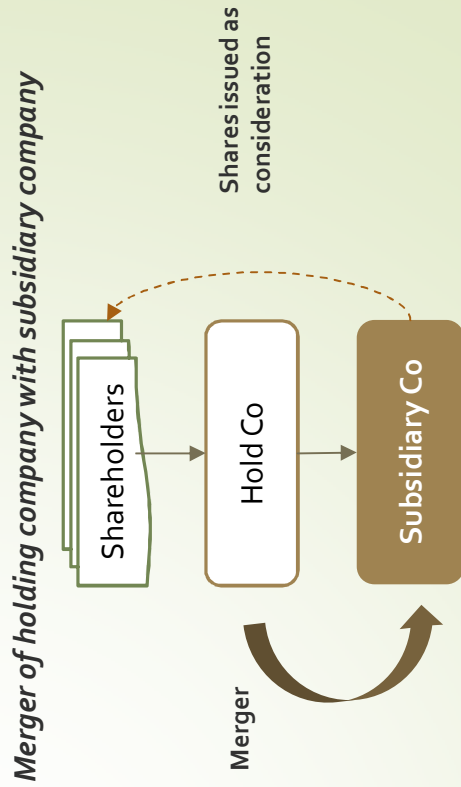 Merger of holding company with subsidiary company
Shareholders
Shares issued as
consideration
Hold Co
Merger
Subsidiary Co